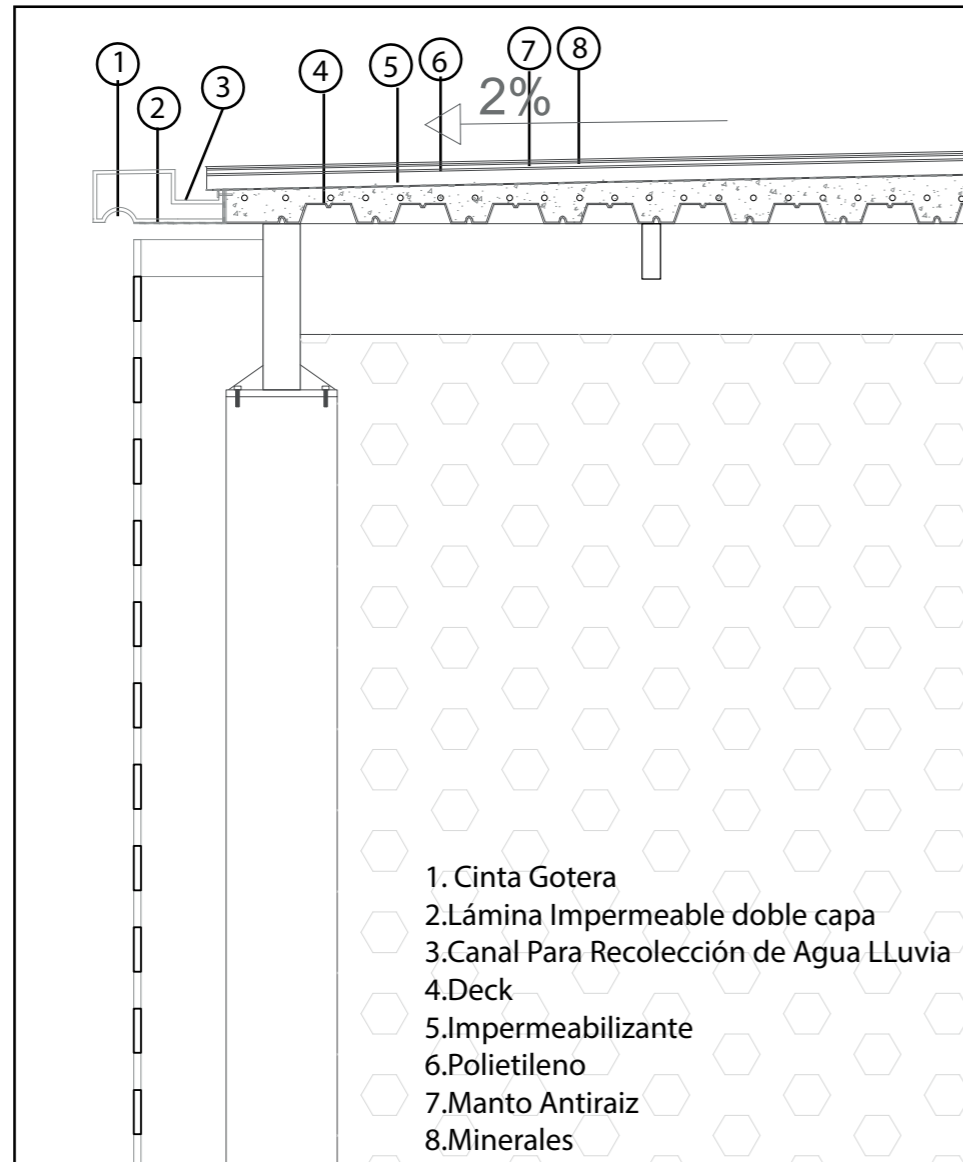 1
2
3
4
5
6
7
8
2%
1. Cinta Gotera
2.Lámina Impermeable doble capa
3.Canal Para Recolección de Agua LLuvia
4.Deck
5.Impermeabilizante
6.Polietileno
7.Manto Antiraiz
8.Minerales